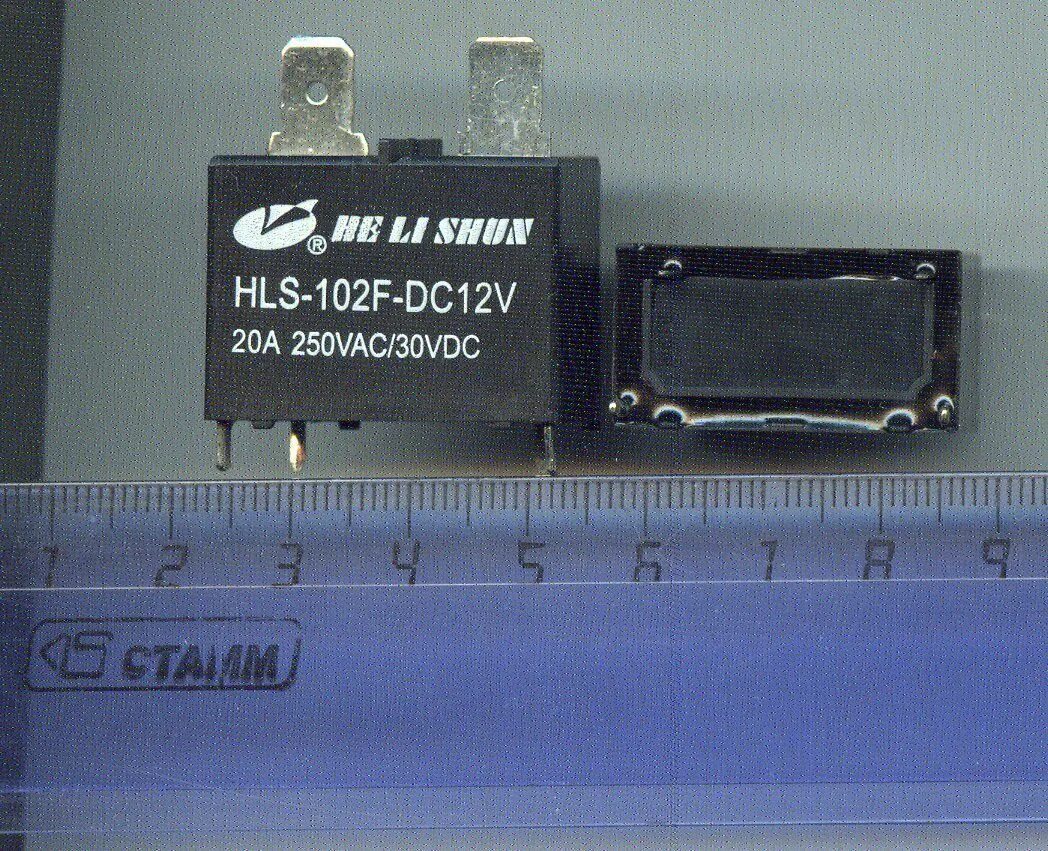 ® HE LI SHUN
HLS-102F-DC12V
20A 250VAC/30VDC
1 2 3 4 5 6 7 8 9
СТАММ